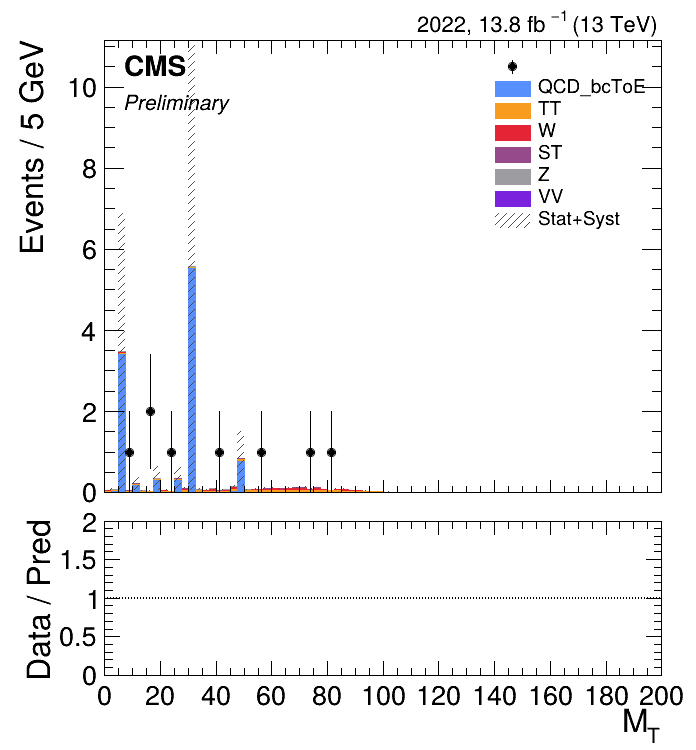 2022, 13.8 fb⁻¹ (13 TeV)
Events / 5 GeV
CMS
Preliminary
QCD_bcToE
TT
W
ST
Z
VV
Stat+Syst
10
8
6
4
2
0
Data / Pred
2
1.5
1
0.5
0
0 20 40 60 80 100 120 140 160 180 200
M_T